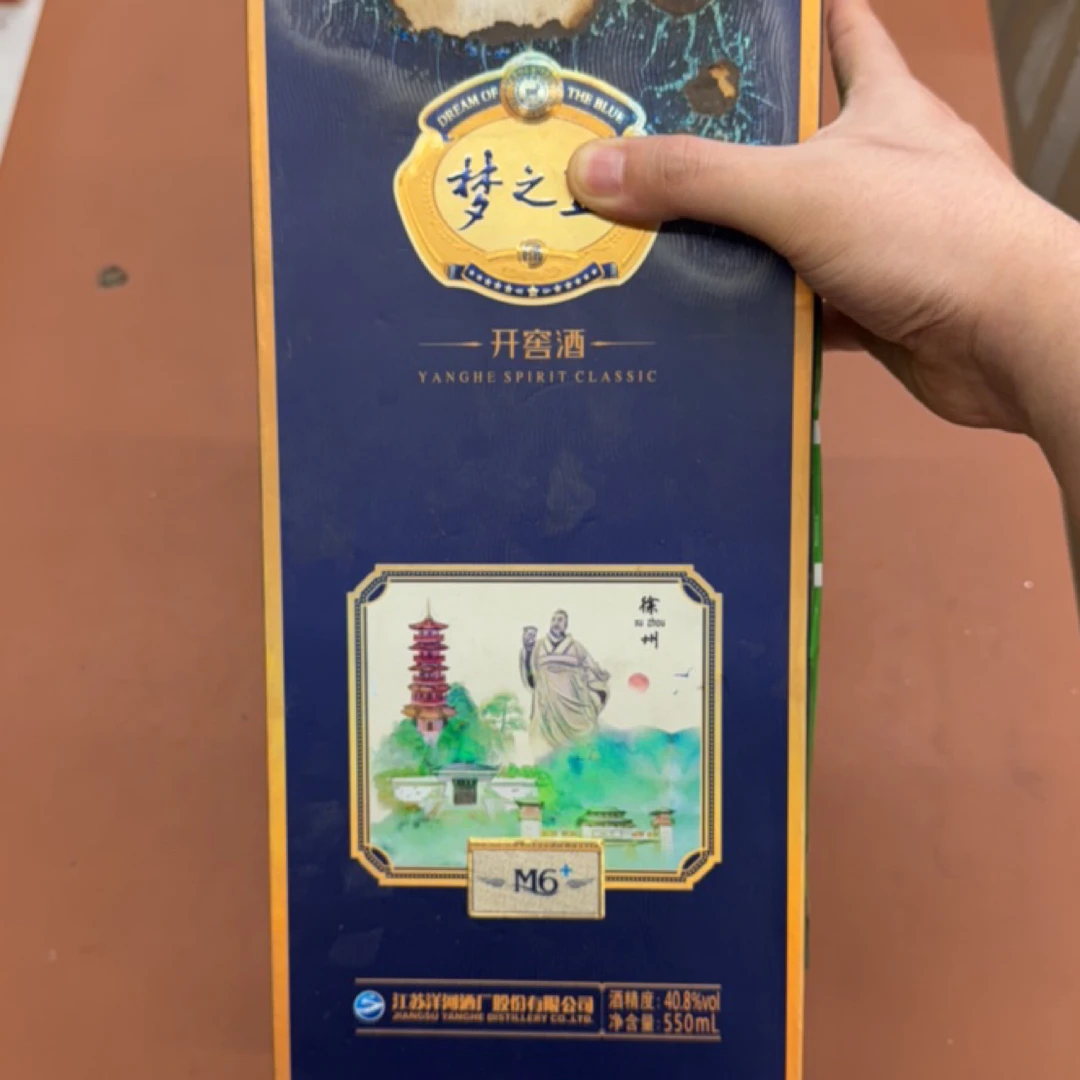 DREAM OF THE BLUE
梦之
开窖酒
YANGHE SPIRIT CLASSIC
徐
xu zhou
州
M6+
江苏洋河酒厂股份有限公司
JIANGSU YANGHE DISTILLERY CO.,LTD.
酒精度:40.8%vol
净含量:550mL